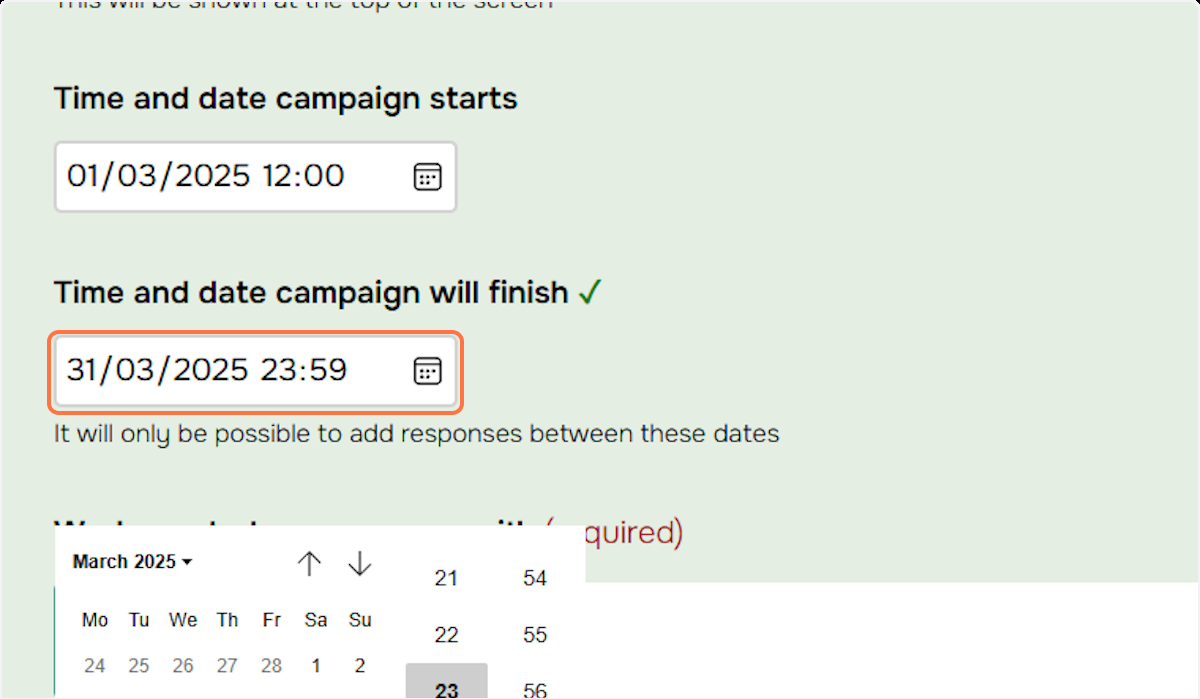 This will be shown at the top of the screen
Time and date campaign starts
01/03/2025 12:00
Time and date campaign will finish ✓
31/03/2025 23:59
It will only be possible to add responses between these dates
quired)
March 2025
21 54
Mo Tu We Th Fr Sa Su
22 55
24 25 26 27 28 1 2
23 56